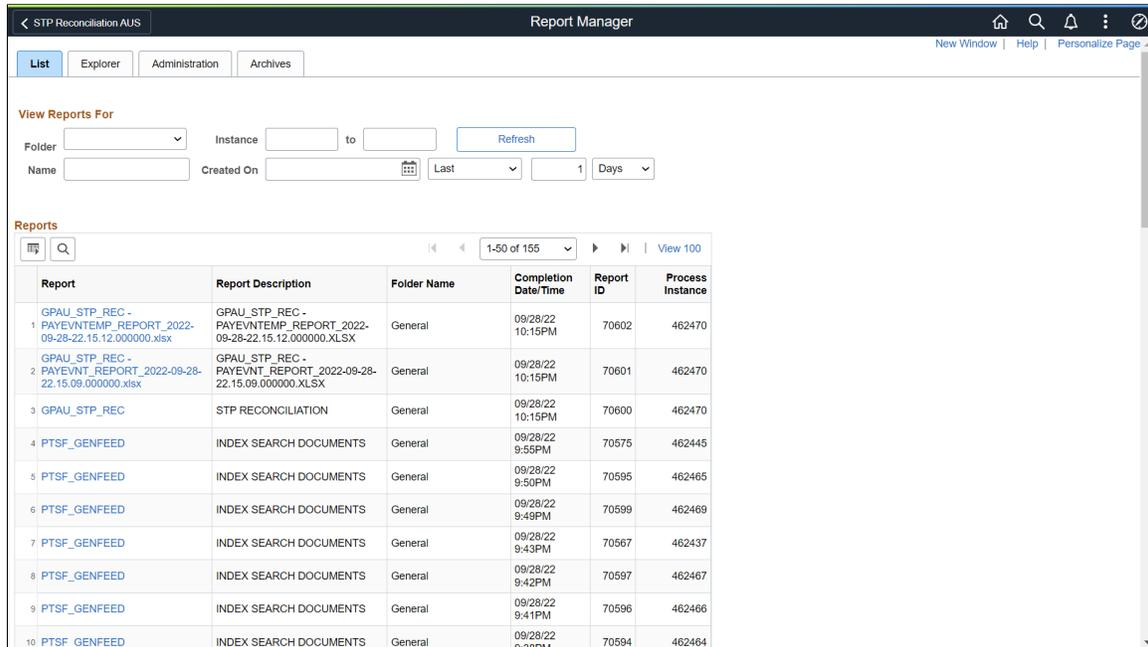 STP Reconciliation AUS
Report Manager
New Window | Help | Personalize Page
List
Explorer
Administration
Archives
View Reports For
Folder
Instance
to
Refresh
Name
Created On
Last
1
Days
Reports
1-50 of 155
| View 100
Report
Report Description
Folder Name
Completion
Date/Time
Report
ID
Process
Instance
1
GPAU_STP_REC -
PAYEVNTEMP_REPORT_2022-
09-28-22.15.12.000000.xlsx
GPAU_STP_REC -
PAYEVNTEMP_REPORT_2022-
09-28-22.15.12.000000.XLSX
General
09/28/22
10:15PM
70602
462470
2
GPAU_STP_REC -
PAYEVNT_REPORT_2022-09-28-
22.15.09.000000.xlsx
GPAU_STP_REC -
PAYEVNT_REPORT_2022-09-28-
22.15.09.000000.XLSX
General
09/28/22
10:15PM
70601
462470
3
GPAU_STP_REC
STP RECONCILIATION
General
09/28/22
10:15PM
70600
462470
4
PTSF_GENFEED
INDEX SEARCH DOCUMENTS
General
09/28/22
9:55PM
70575
462445
5
PTSF_GENFEED
INDEX SEARCH DOCUMENTS
General
09/28/22
9:50PM
70595
462465
6
PTSF_GENFEED
INDEX SEARCH DOCUMENTS
General
09/28/22
9:49PM
70599
462469
7
PTSF_GENFEED
INDEX SEARCH DOCUMENTS
General
09/28/22
9:43PM
70567
462437
8
PTSF_GENFEED
INDEX SEARCH DOCUMENTS
General
09/28/22
9:42PM
70597
462467
9
PTSF_GENFEED
INDEX SEARCH DOCUMENTS
General
09/28/22
9:41PM
70596
462466
10
PTSF_GENFEED
INDEX SEARCH DOCUMENTS
General
09/28/22
70594
462464